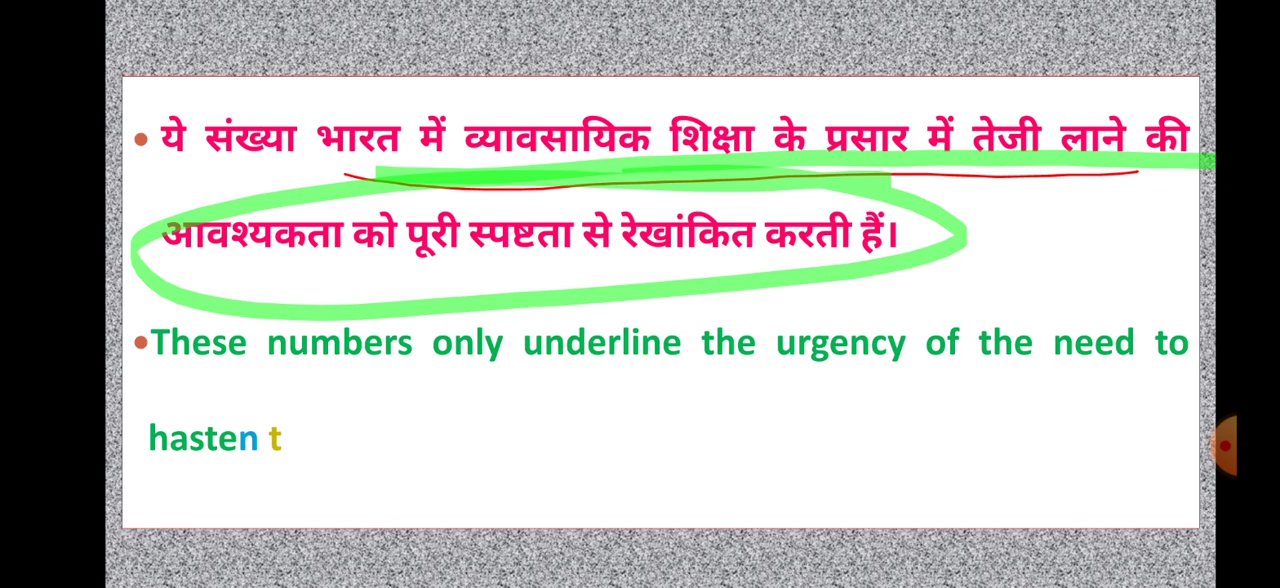 • ये संख्या भारत में व्यावसायिक शिक्षा के प्रसार में तेजी लाने की
आवश्यकता को पूरी स्पष्टता से रेखांकित करती हैं।
•These numbers only underline the urgency of the need to
hasten t